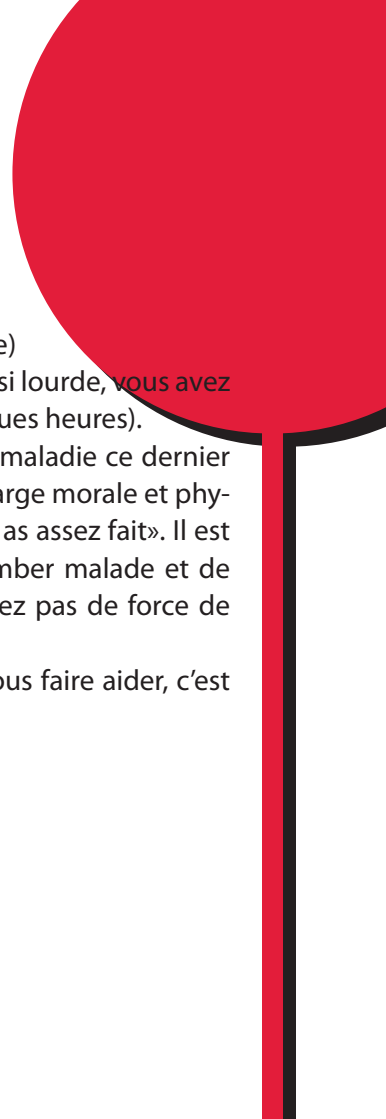 e)
si lourde, vous avez
ues heures).
maladie ce dernier
arge morale et phy-
as assez fait». Il est
mber malade et de
ez pas de force de
ous faire aider, c'est